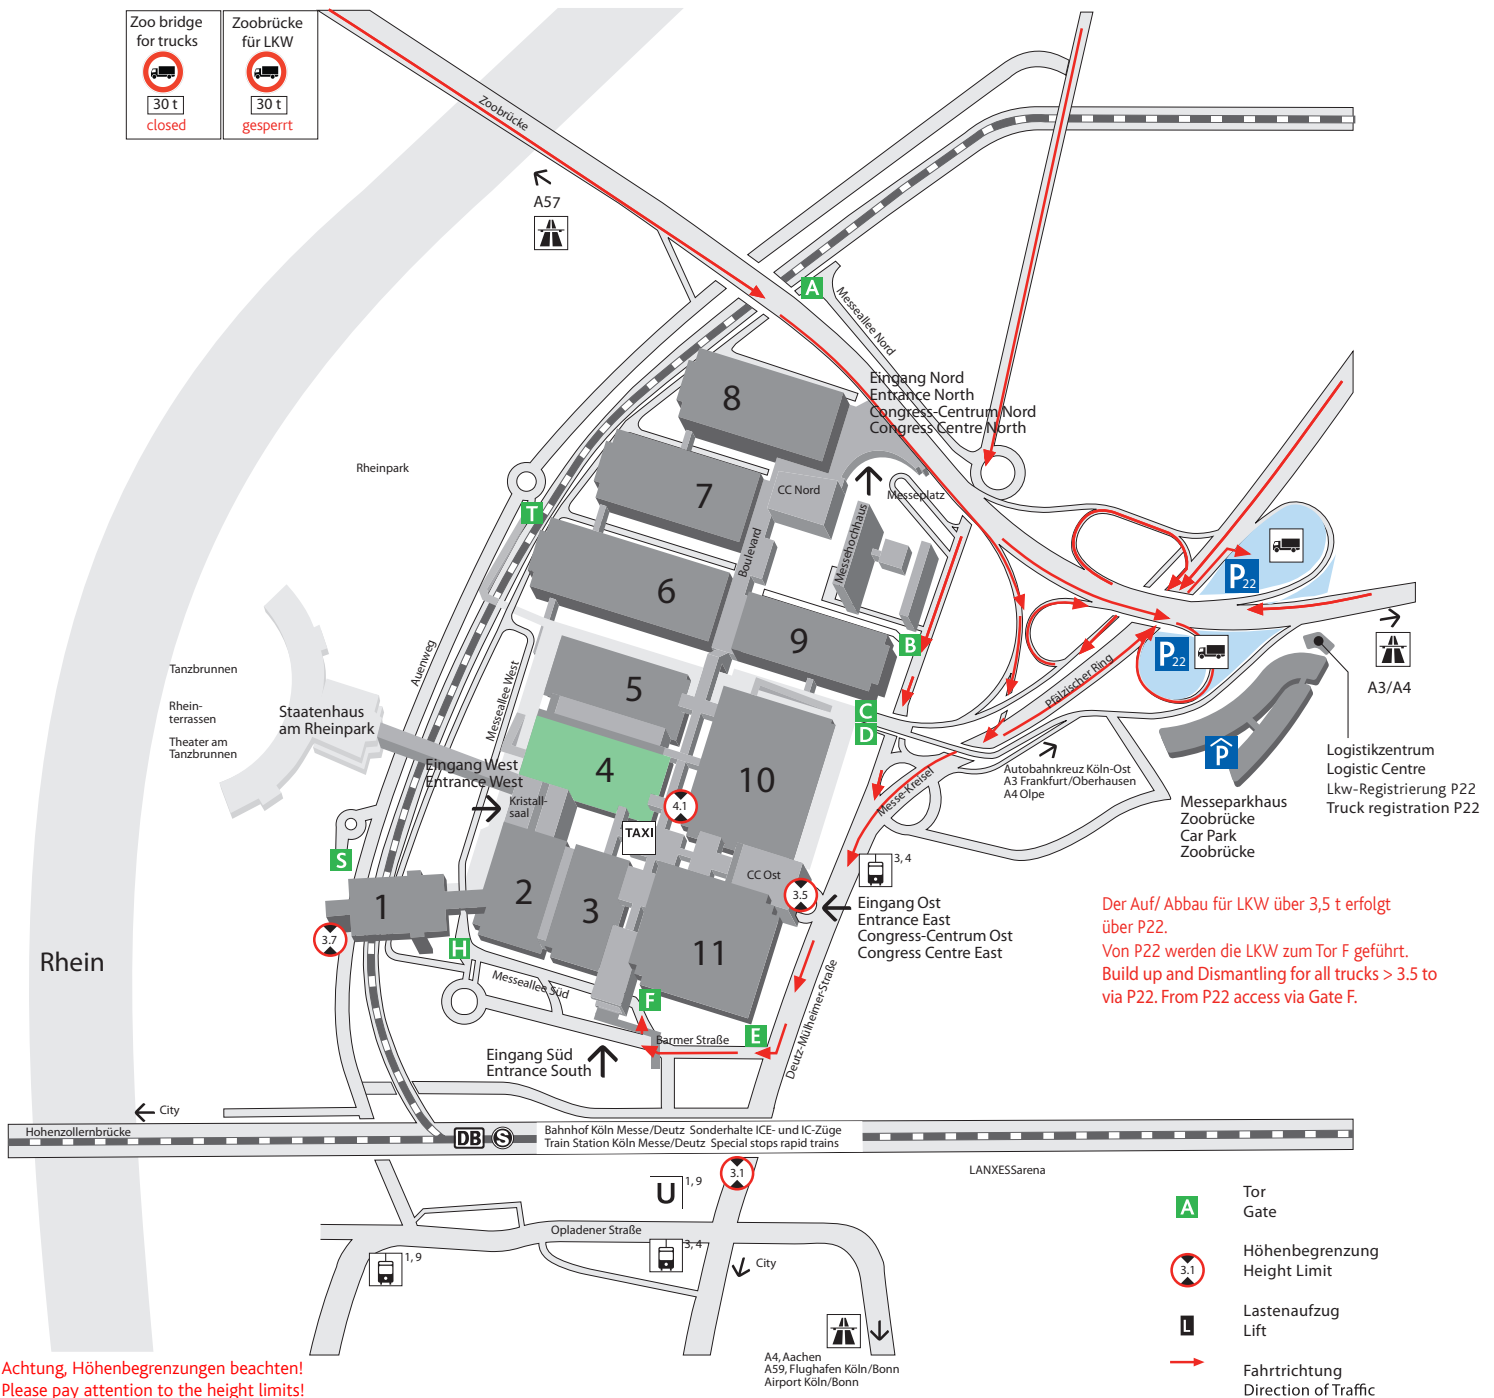 Zoo bridge
for trucks
30 t
closed
Zoobrücke
für LKW
30 t
gesperrt
Zoobrücke
A57
A
Messeallee Nord
Eingang Nord
Entrance North
Congress-Centrum Nord
Congress Centre North
8
Rheinpark
7
CC Nord
Messeplatz
T
Boulevard
Messehochhaus
6
9
B
P22
P22
A3/A4
Pfälzischer Ring
Tanzbrunnen
Rhein-
terrassen
Theater am
Tanzbrunnen
Auenweg
Messeallee West
5
Staatenhaus
am Rheinpark
C
D
4
10
Eingang West
Entrance West
Kristall-
saal
4.1
TAXI
Autobahnkreuz Köln-Ost
A3 Frankfurt/Oberhausen
A4 Olpe
Messe-Kreisel
P
Messeparkhaus
Zoobrücke
Car Park
Zoobrücke
Logistikzentrum
Logistic Centre
Lkw-Registrierung P22
Truck registration P22
S
3, 4
CC Ost
3.5
1
2
3
11
Eingang Ost
Entrance East
Congress-Centrum Ost
Congress Centre East
Der Auf/ Abbau für LKW über 3,5 t erfolgt
über P22.
Von P22 werden die LKW zum Tor F geführt.
Build up and Dismantling for all trucks > 3.5 to
via P22. From P22 access via Gate F.
3.7
H
Rhein
Messeallee Süd
F
E
Barmer Straße
Deutz-Mülheimer-Straße
Eingang Süd
Entrance South
City
Hohenzollernbrücke
DB
S
Bahnhof Köln Messe/Deutz Sonderhalte ICE- und IC-Züge
Train Station Köln Messe/Deutz Special stops rapid trains
3.1
LANXESSarena
U 1, 9
Opladener Straße
1, 9
3, 4
City
A4, Aachen
A59, Flughafen Köln/Bonn
Airport Köln/Bonn
A
Tor
Gate
3.1
Höhenbegrenzung
Height Limit
L
Lastenaufzug
Lift
Fahrtrichtung
Direction of Traffic
Achtung, Höhenbegrenzungen beachten!
Please pay attention to the height limits!